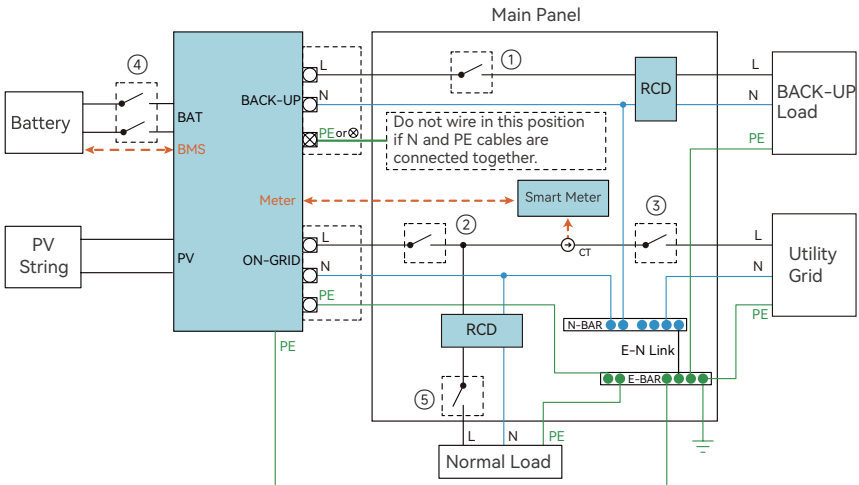 Main Panel
④
①
L
L
RCD
BACK-UP
Load
BACK-UP
N
N
Battery
BAT
PE or⊗
Do not wire in this position
if N and PE cables are
connected together.
PE
BMS
Meter
Smart Meter
③
②
L
L
CT
PV
String
PV
ON-GRID
N
N
Utility
Grid
PE
PE
N-BAR
RCD
E-N Link
PE
E-BAR
⑤
L
N
PE
Normal Load